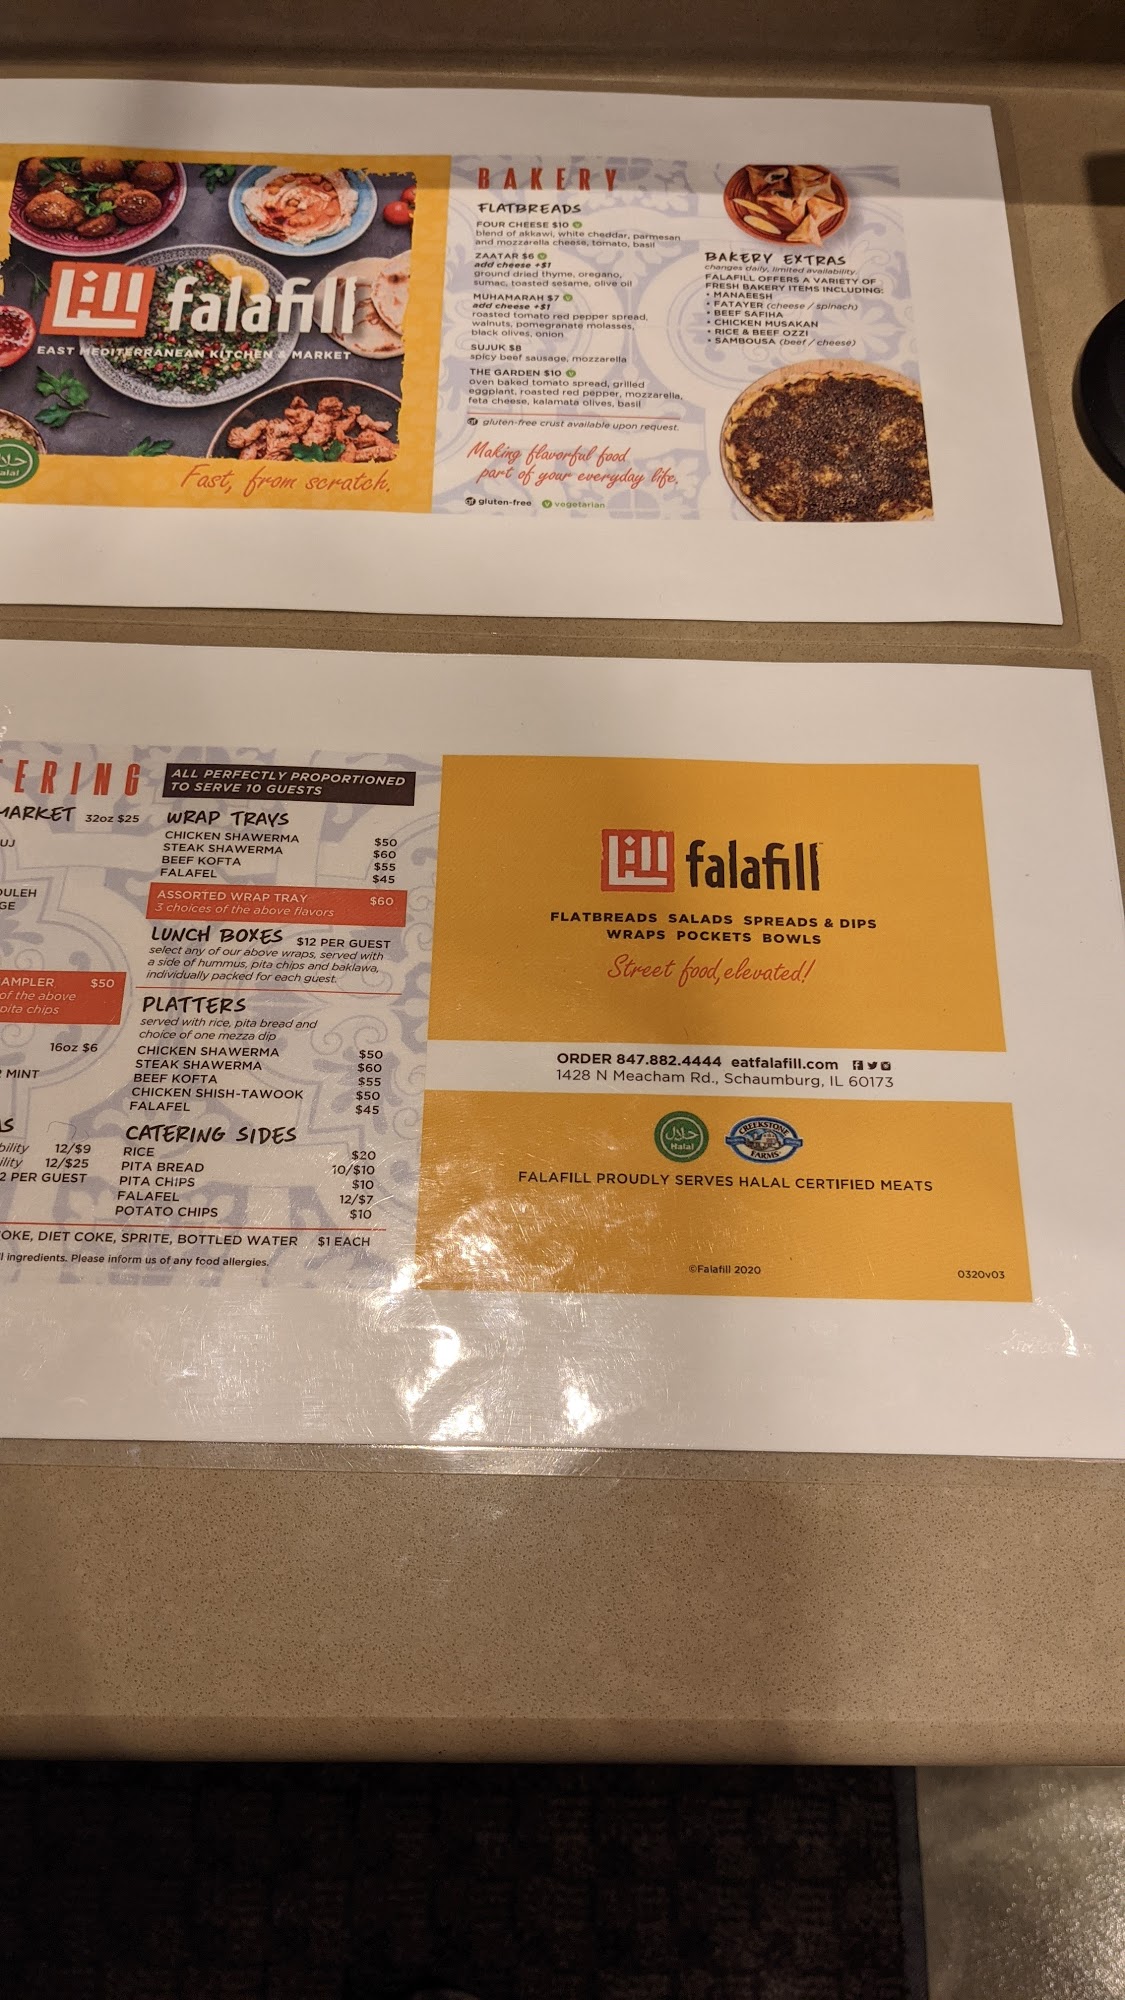 falafill
EAST MEDITERRANEAN KITCHEN & MARKET
حلال
Halal
Fast, from scratch.
BAKERY
FLATBREADS
FOUR CHEESE $10 V
blend of akkawi, white cheddar, parmesan
and mozzarella cheese, tomato, basil
ZAATAR $6 V
add cheese +$1
ground dried thyme, oregano,
sumac, toasted sesame, olive oil
MUHAMARAH $7 V
add cheese +$1
roasted tomato red pepper spread,
walnuts, pomegranate molasses,
black olives, onion
SUJUK $8
spicy beef sausage, mozzarella
THE GARDEN $10 V
oven baked tomato spread, grilled
eggplant, roasted red pepper, mozzarella,
feta cheese, kalamata olives, basil
GF gluten-free crust available upon request.
Making flavorful food
part of your everyday life.
GF gluten-free V vegetarian
BAKERY EXTRAS
changes daily, limited availability.
FALAFILL OFFERS A VARIETY OF
FRESH BAKERY ITEMS INCLUDING:
• MANAEESH
• FATAYER (cheese / spinach)
• BEEF SAFIHA
• CHICKEN MUSAKAN
• RICE & BEEF OZZI
• SAMBOUSA (beef / cheese)
TERING
MARKET 32oz $25
UJ
OULEH
GE
AMPLER $50
of the above
pita chips
16oz $6
R MINT
AS
bility 12/$9
ility 12/$25
2 PER GUEST
ALL PERFECTLY PROPORTIONED
TO SERVE 10 GUESTS
WRAP TRAYS
CHICKEN SHAWERMA $50
STEAK SHAWERMA $60
BEEF KOFTA $55
FALAFEL $45
ASSORTED WRAP TRAY $60
3 choices of the above flavors
LUNCH BOXES $12 PER GUEST
select any of our above wraps, served with
a side of hummus, pita chips and baklawa,
individually packed for each guest.
PLATTERS
served with rice, pita bread and
choice of one mezza dip
CHICKEN SHAWERMA $50
STEAK SHAWERMA $60
BEEF KOFTA $55
CHICKEN SHISH-TAWOOK $50
FALAFEL $45
CATERING SIDES
RICE $20
PITA BREAD 10/$10
PITA CHIPS $10
FALAFEL 12/$7
POTATO CHIPS $10
OKE, DIET COKE, SPRITE, BOTTLED WATER $1 EACH
l ingredients. Please inform us of any food allergies.
falafill
FLATBREADS SALADS SPREADS & DIPS
WRAPS POCKETS BOWLS
Street food, elevated!
ORDER 847.882.4444 eatfalafill.com
1428 N Meacham Rd., Schaumburg, IL 60173
حلال
Halal
CREEKSTONE
FARMS
FALAFILL PROUDLY SERVES HALAL CERTIFIED MEATS
©Falafill 2020
0320v03